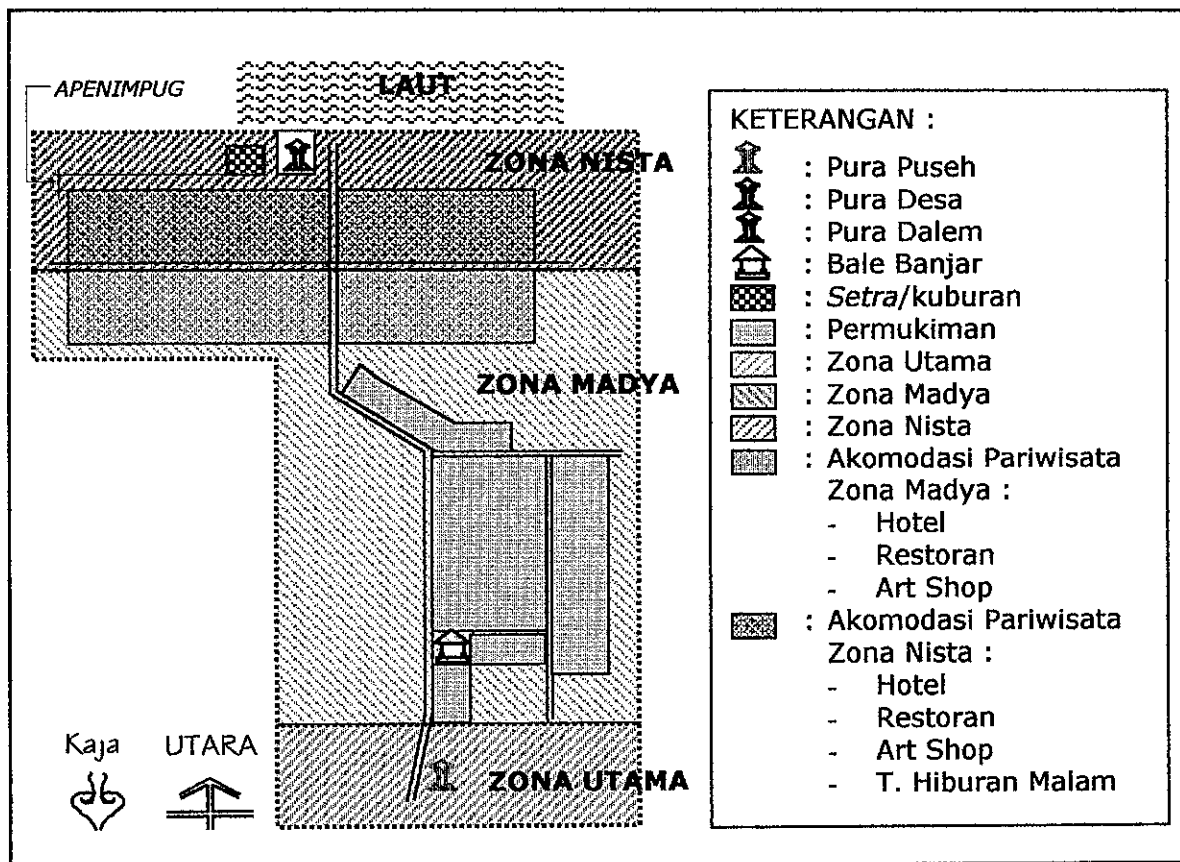 LAUT
APENIMPUG
ZONA NISTA
ZONA MADYA
ZONA UTAMA
Kaja
UTARA
KETERANGAN :
: Pura Puseh
: Pura Desa
: Pura Dalem
: Bale Banjar
: Setra/kuburan
: Permukiman
: Zona Utama
: Zona Madya
: Zona Nista
: Akomodasi Pariwisata
Zona Madya :
- Hotel
- Restoran
- Art Shop
: Akomodasi Pariwisata
Zona Nista :
- Hotel
- Restoran
- Art Shop
- T. Hiburan Malam